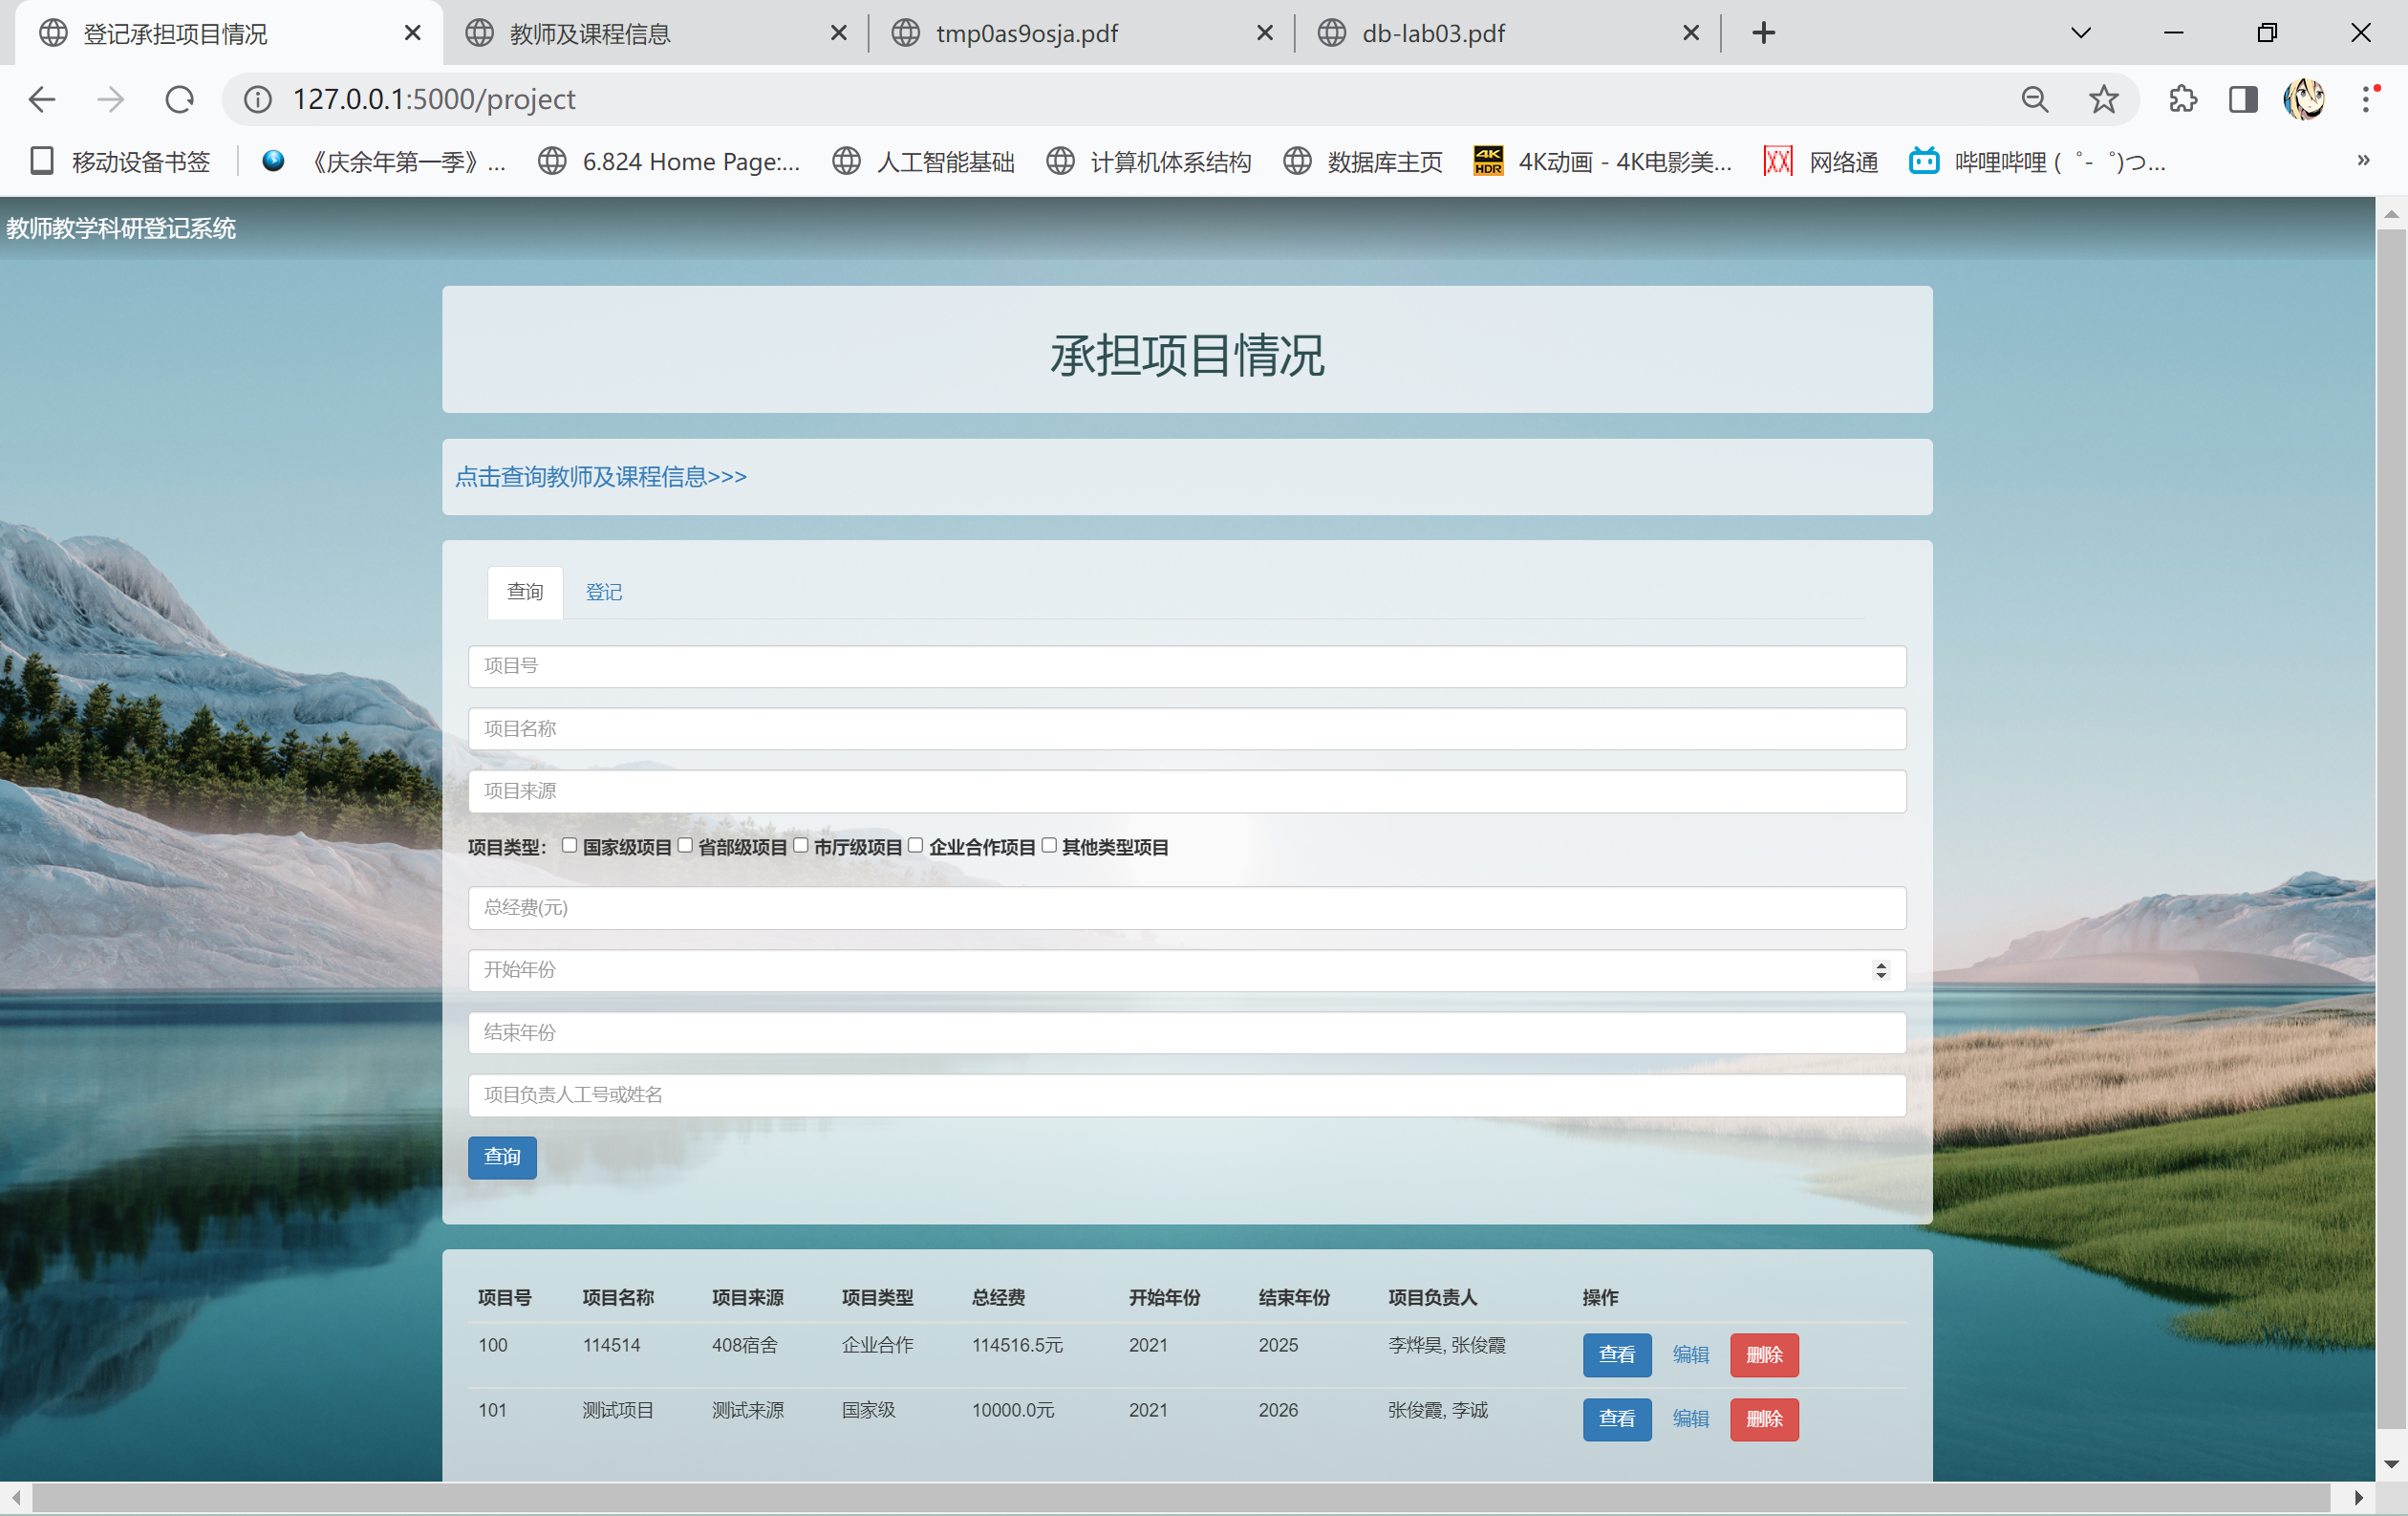 登记承担项目情况 教师及课程信息 tmp0as9osja.pdf db-lab03.pdf
127.0.0.1:5000/project
移动设备书签 《庆余年第一季》... 6.824 Home Page:... 人工智能基础 计算机体系结构 数据库主页 4K HDR 4K动画 - 4K电影美... 网络通 哔哩哔哩 (゜-゜)つ... »
教师教学科研登记系统
承担项目情况
点击查询教师及课程信息>>>
查询 登记
项目号
项目名称
项目来源
项目类型： 国家级项目 省部级项目 市厅级项目 企业合作项目 其他类型项目
总经费(元)
开始年份
结束年份
项目负责人工号或姓名
查询
项目号 项目名称 项目来源 项目类型 总经费 开始年份 结束年份 项目负责人 操作
100 114514 408宿舍 企业合作 114516.5元 2021 2025 李烨昊, 张俊霞 查看 编辑 删除
101 测试项目 测试来源 国家级 10000.0元 2021 2026 张俊霞, 李诚 查看 编辑 删除